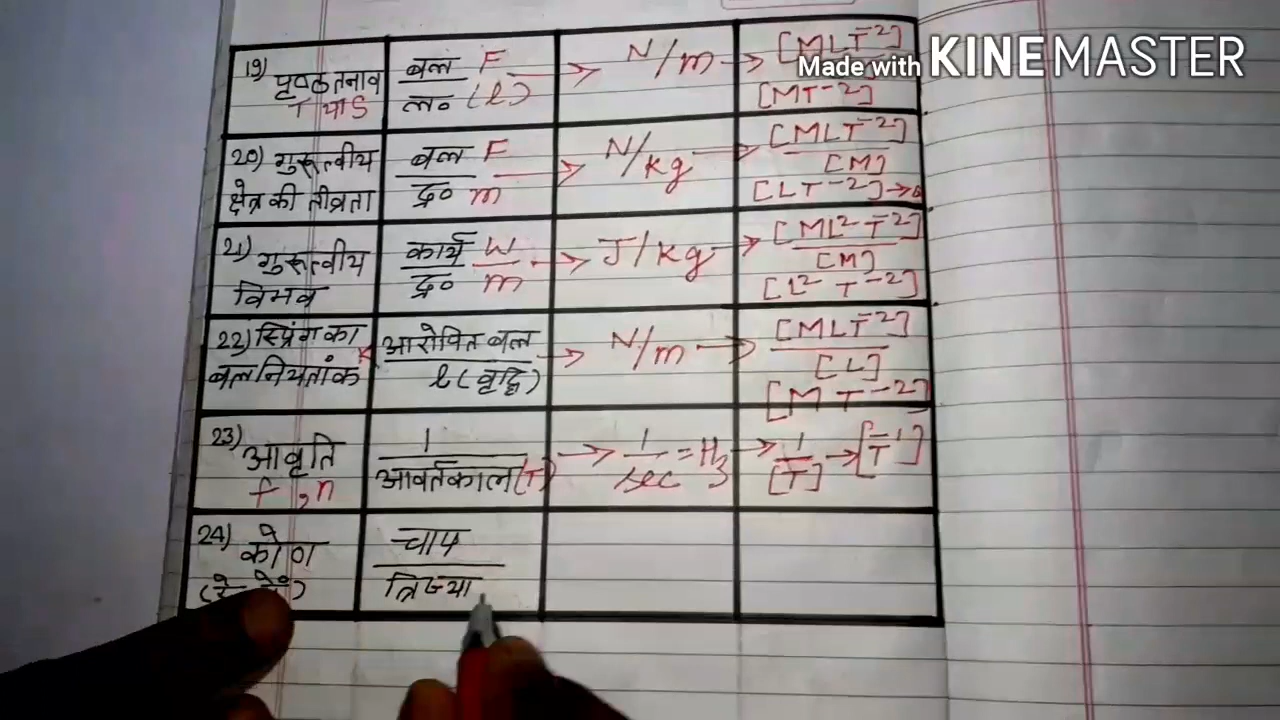 Made with KINEMASTER
19) पृष्ठ तनाव
T या S
बल F
ल० (l)
→ N/m →
[MLT-2]
[MT-2]
20) गुरूत्वीय
क्षेत्र की तीव्रता
बल F
द्र० m
→ N/kg →
[MLT-2]
[M]
[LT-2] →
21) गुरूत्वीय
विभव
कार्य W
द्र० m
→ J/kg →
[ML2 T-2]
[M]
[L2 T-2]
22) स्प्रिंग का
बल नियतांक K
आरोपित बल
l (वृद्धि)
→ N/m →
[MLT-2]
[L]
[MT-2]
23)
आवृति
f, n
1
आवर्तकाल (T)
→ 1/sec = Hz →
1/[T] → [T-1]
24) कोण
चाप
त्रिज्या